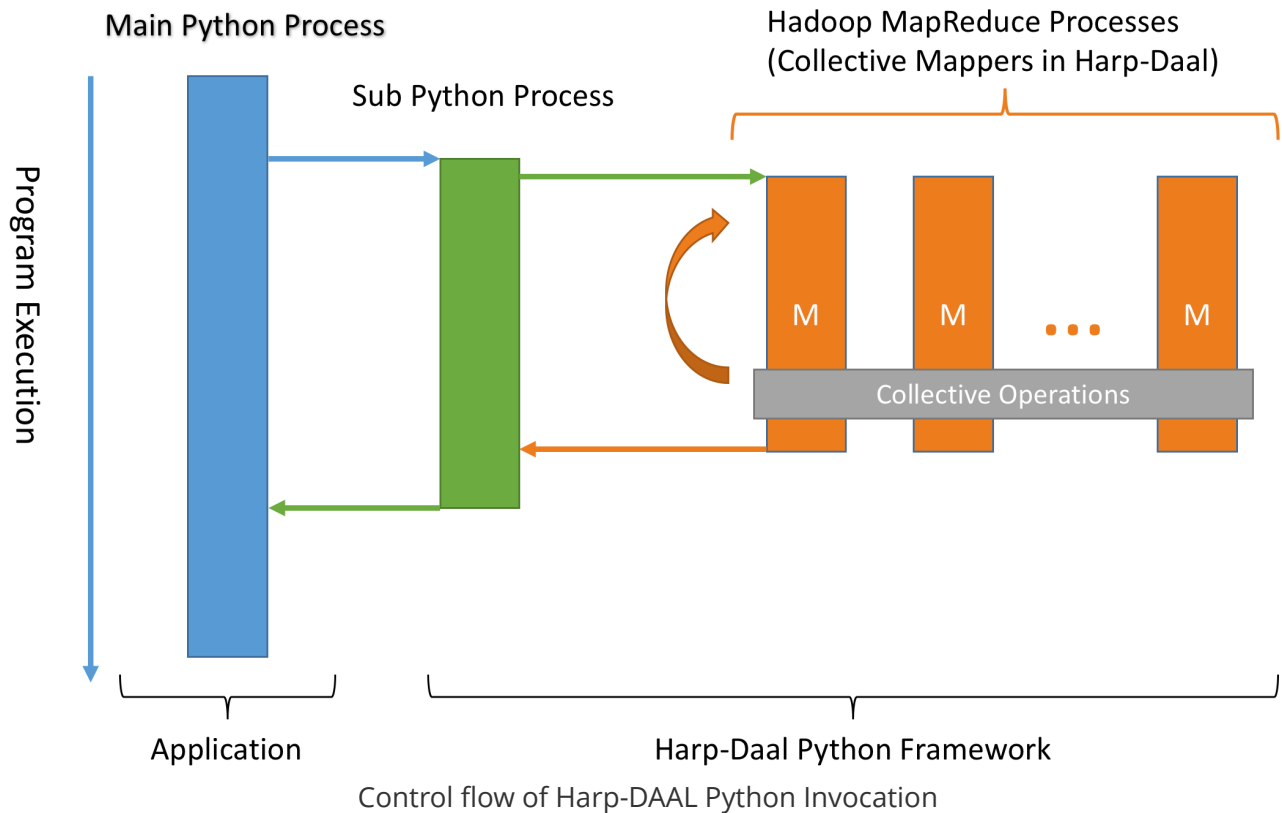 Main Python Process
Hadoop MapReduce Processes
(Collective Mappers in Harp-Daal)
Sub Python Process
Program Execution
M
M
...
M
Collective Operations
Application
Harp-Daal Python Framework
Control flow of Harp-DAAL Python Invocation